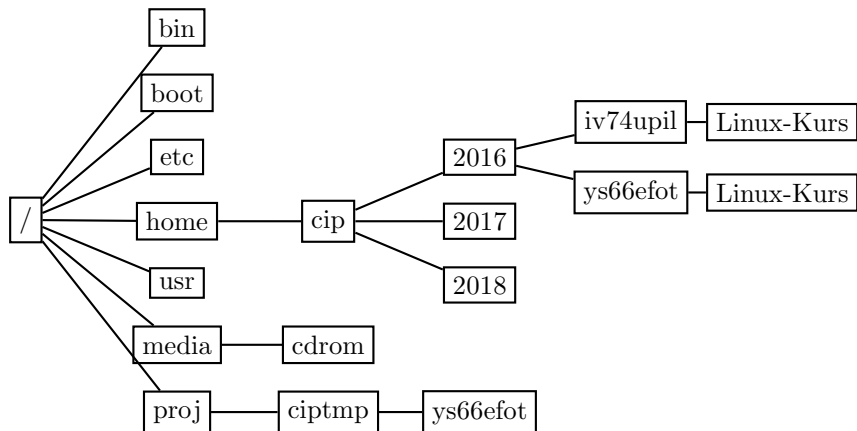 /
bin
boot
etc
home
usr
media
proj
cip
cdrom
ciptmp
2016
2017
2018
ys66efot
iv74upil
ys66efot
Linux-Kurs
Linux-Kurs